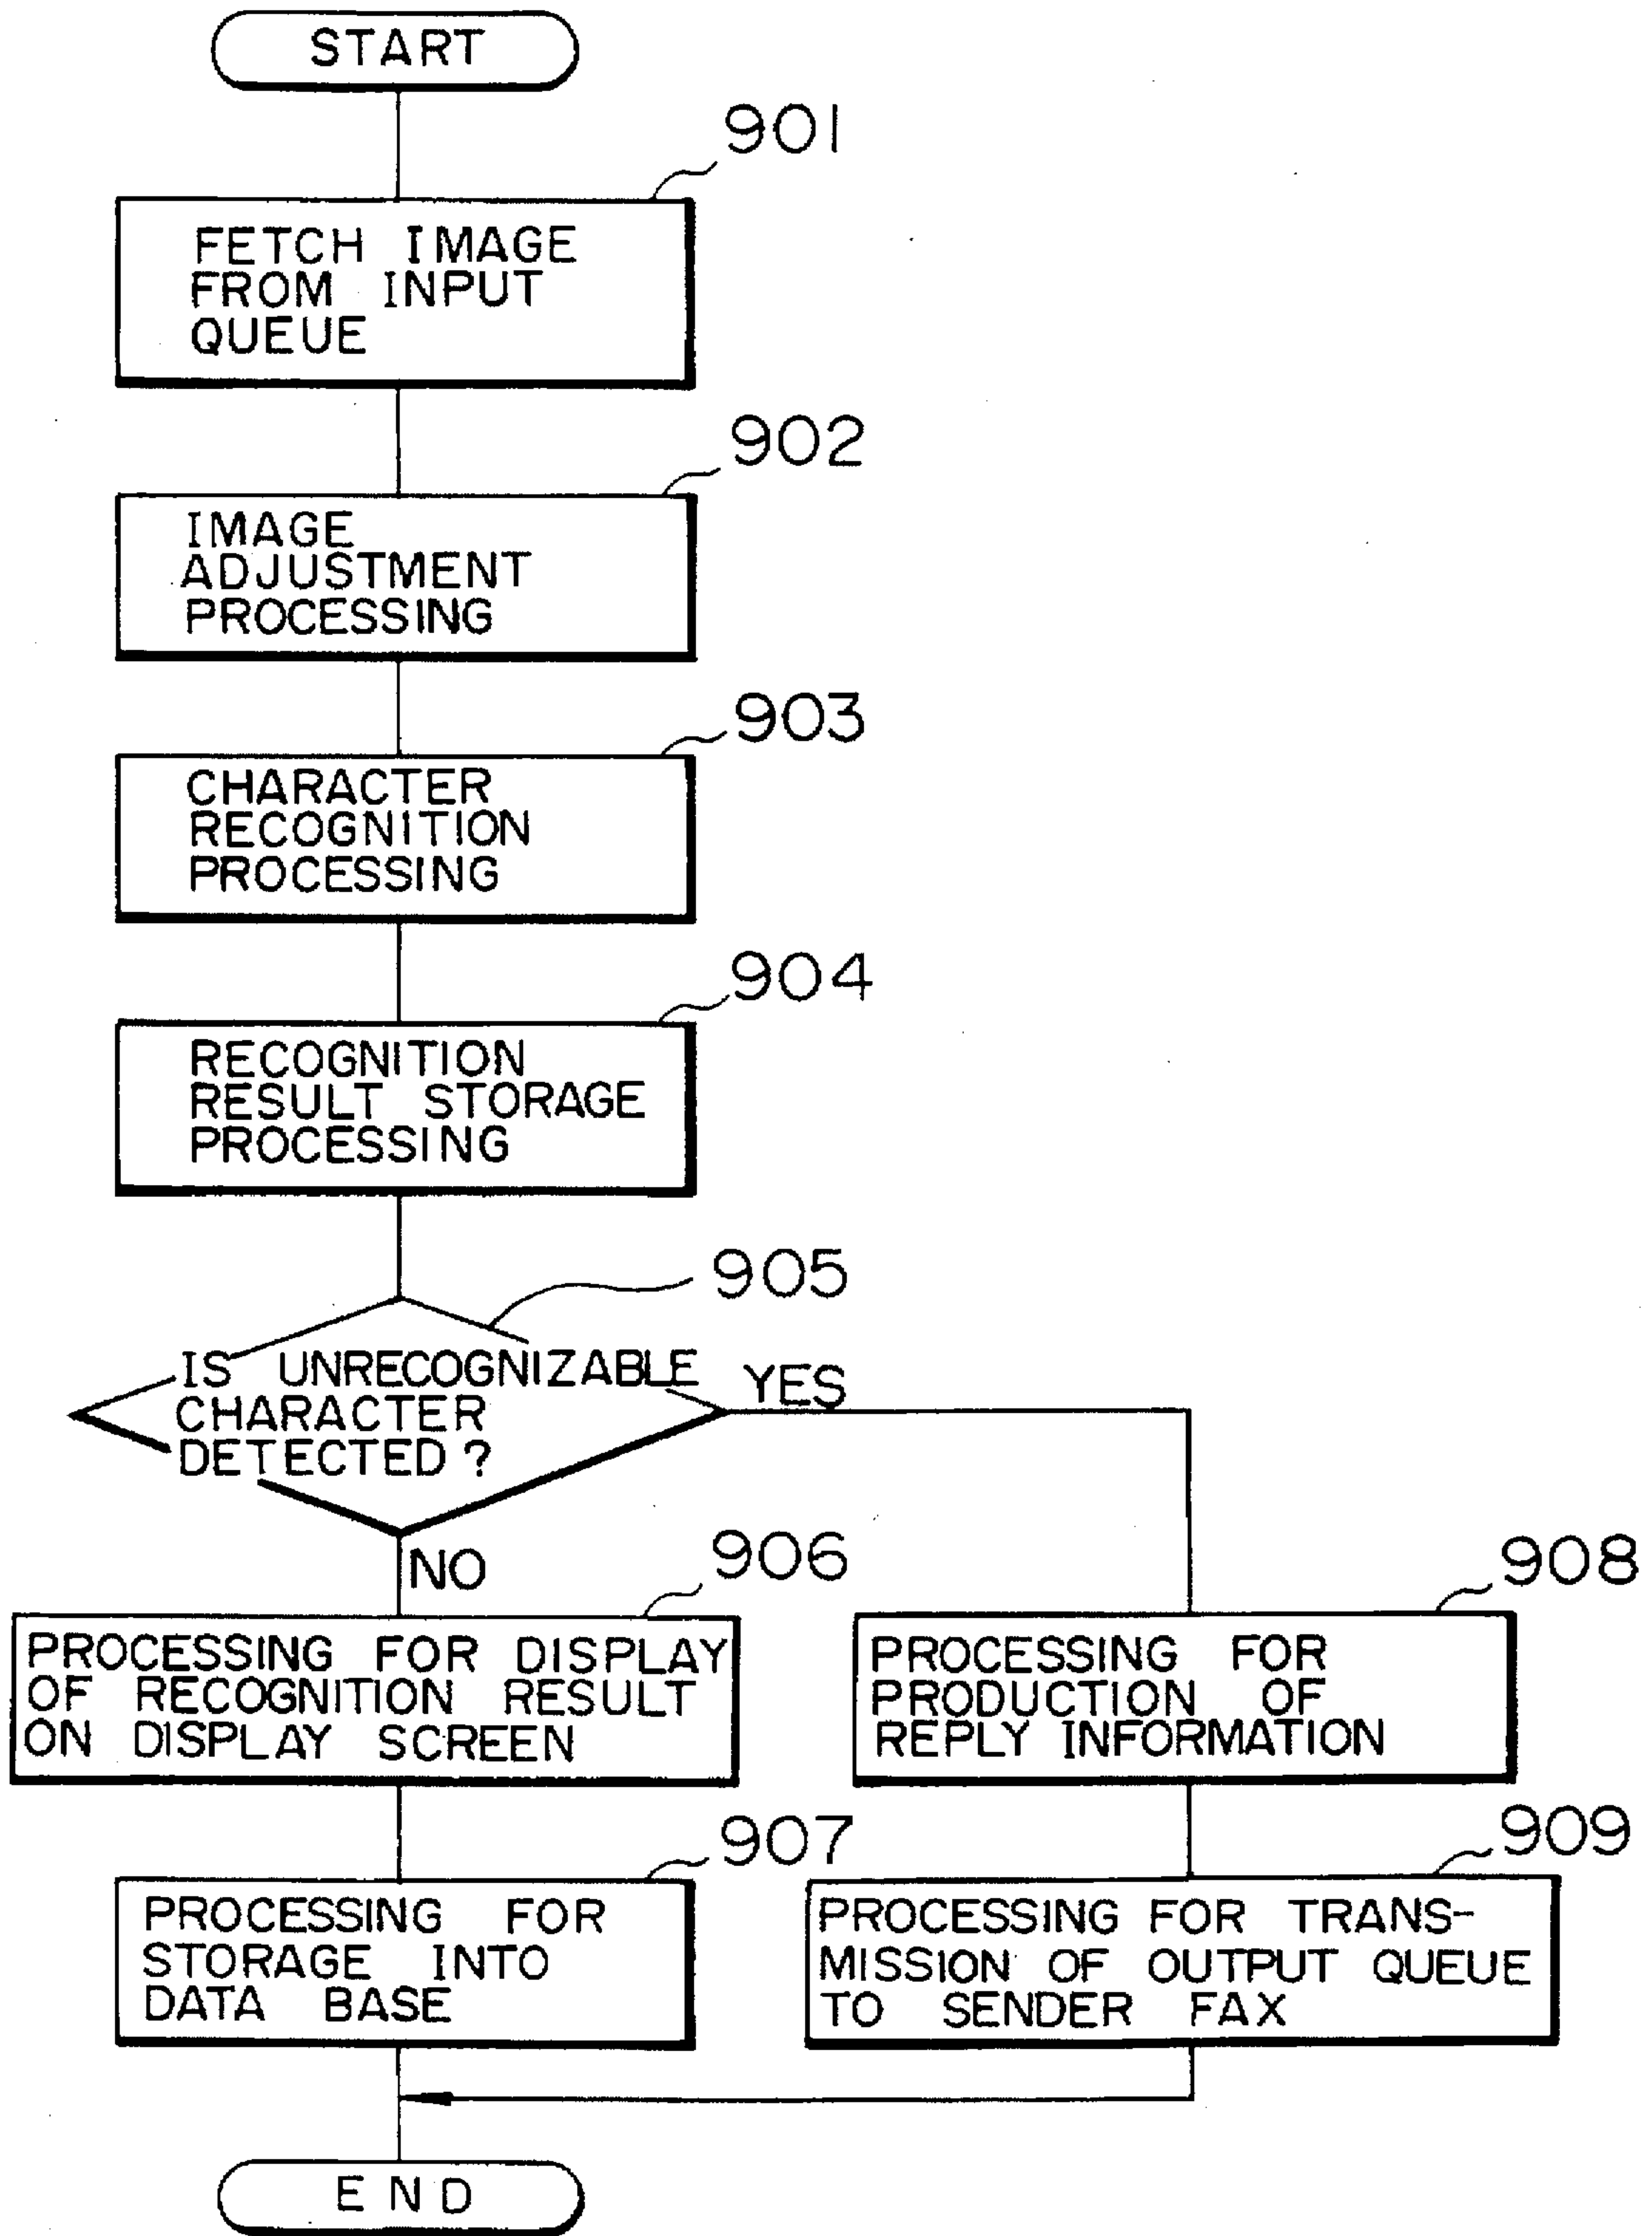 START
901
FETCH IMAGE
FROM INPUT
QUEUE
902
IMAGE
ADJUSTMENT
PROCESSING
903
CHARACTER
RECOGNITION
PROCESSING
904
RECOGNITION
RESULT STORAGE
PROCESSING
905
IS UNRECOGNIZABLE
CHARACTER
DETECTED?
YES
NO
906
PROCESSING FOR DISPLAY
OF RECOGNITION RESULT
ON DISPLAY SCREEN
908
PROCESSING FOR
PRODUCTION OF
REPLY INFORMATION
907
PROCESSING FOR
STORAGE INTO
DATA BASE
909
PROCESSING FOR TRANS-
MISSION OF OUTPUT QUEUE
TO SENDER FAX
END